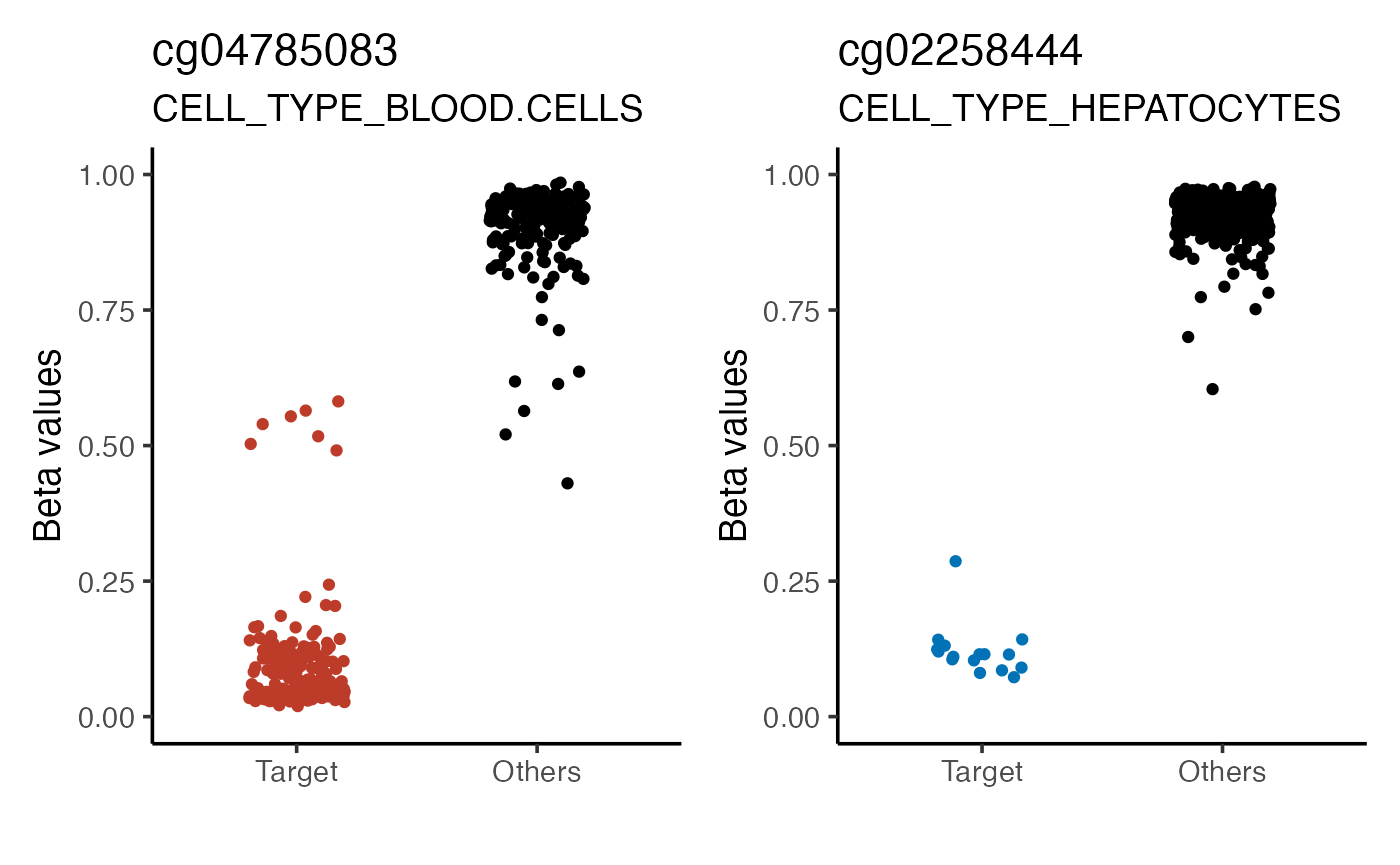 cg04785083
CELL_TYPE_BLOOD.CELLS
Beta values
1.00
0.75
0.50
0.25
0.00
Target
Others
cg02258444
CELL_TYPE_HEPATOCYTES
Beta values
1.00
0.75
0.50
0.25
0.00
Target
Others